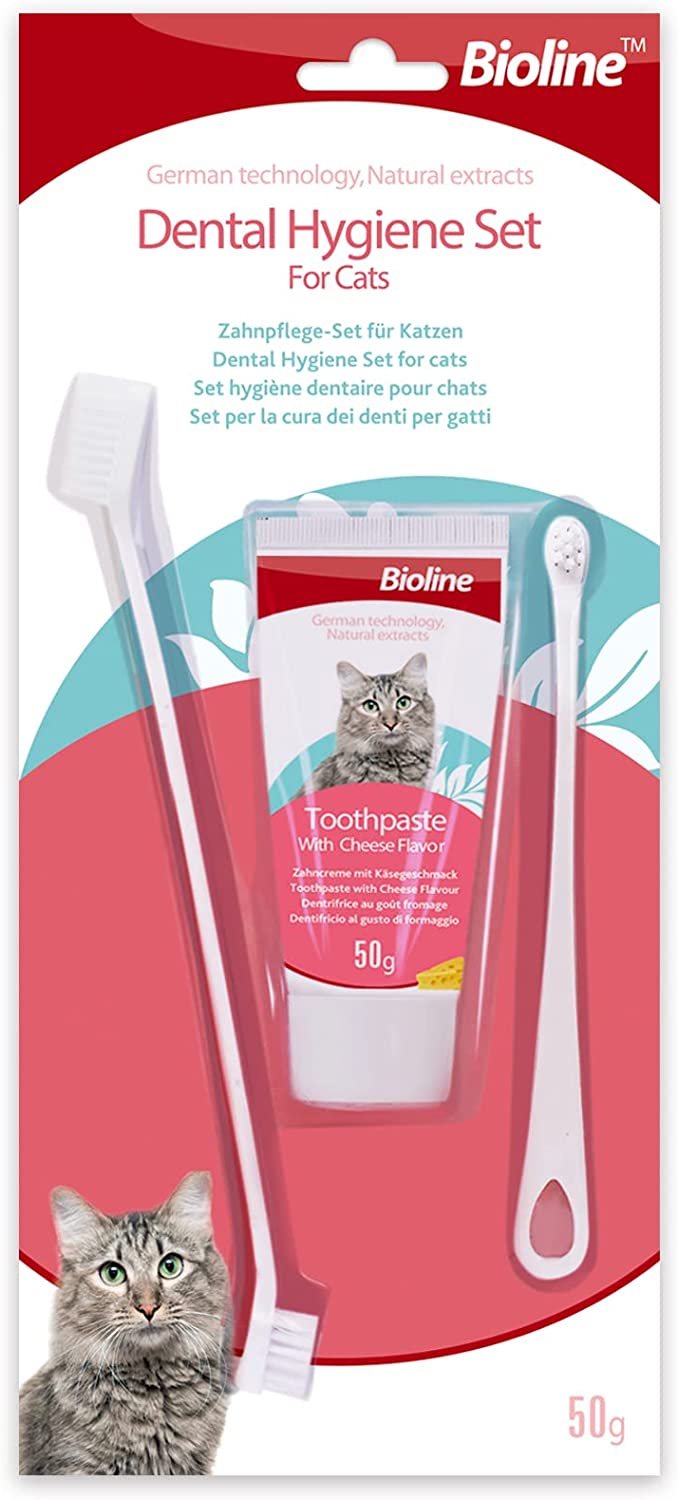 Bioline™
German technology, Natural extracts
Dental Hygiene Set
For Cats
Zahnpflege-Set für Katzen
Dental Hygiene Set for cats
Set hygiène dentaire pour chats
Set per la cura dei denti per gatti
Bioline
German technology,
Natural extracts
Toothpaste
With Cheese Flavor
Zahncreme mit Käsegeschmack
Toothpaste with Cheese Flavour
Dentrifrice au goût fromage
Dentifricio al gusto di formaggio
50g
50g